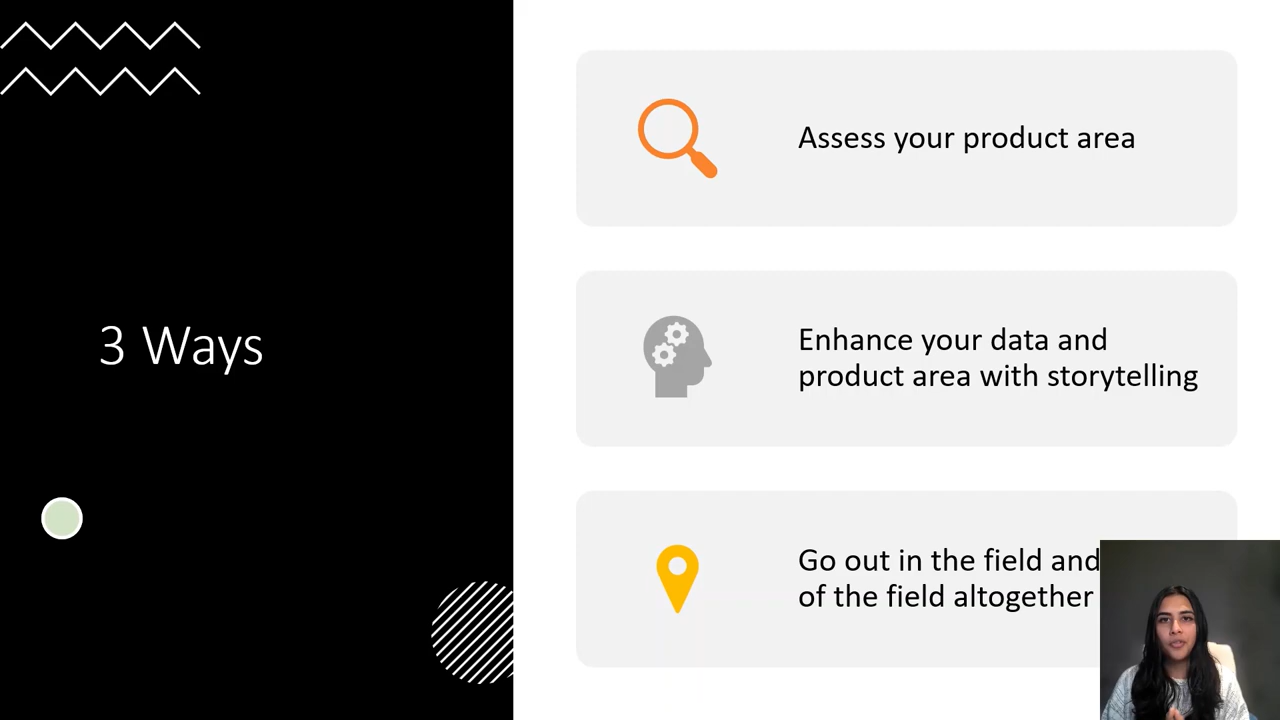 3 Ways
Assess your product area
Enhance your data and
product area with storytelling
Go out in the field and
of the field altogether